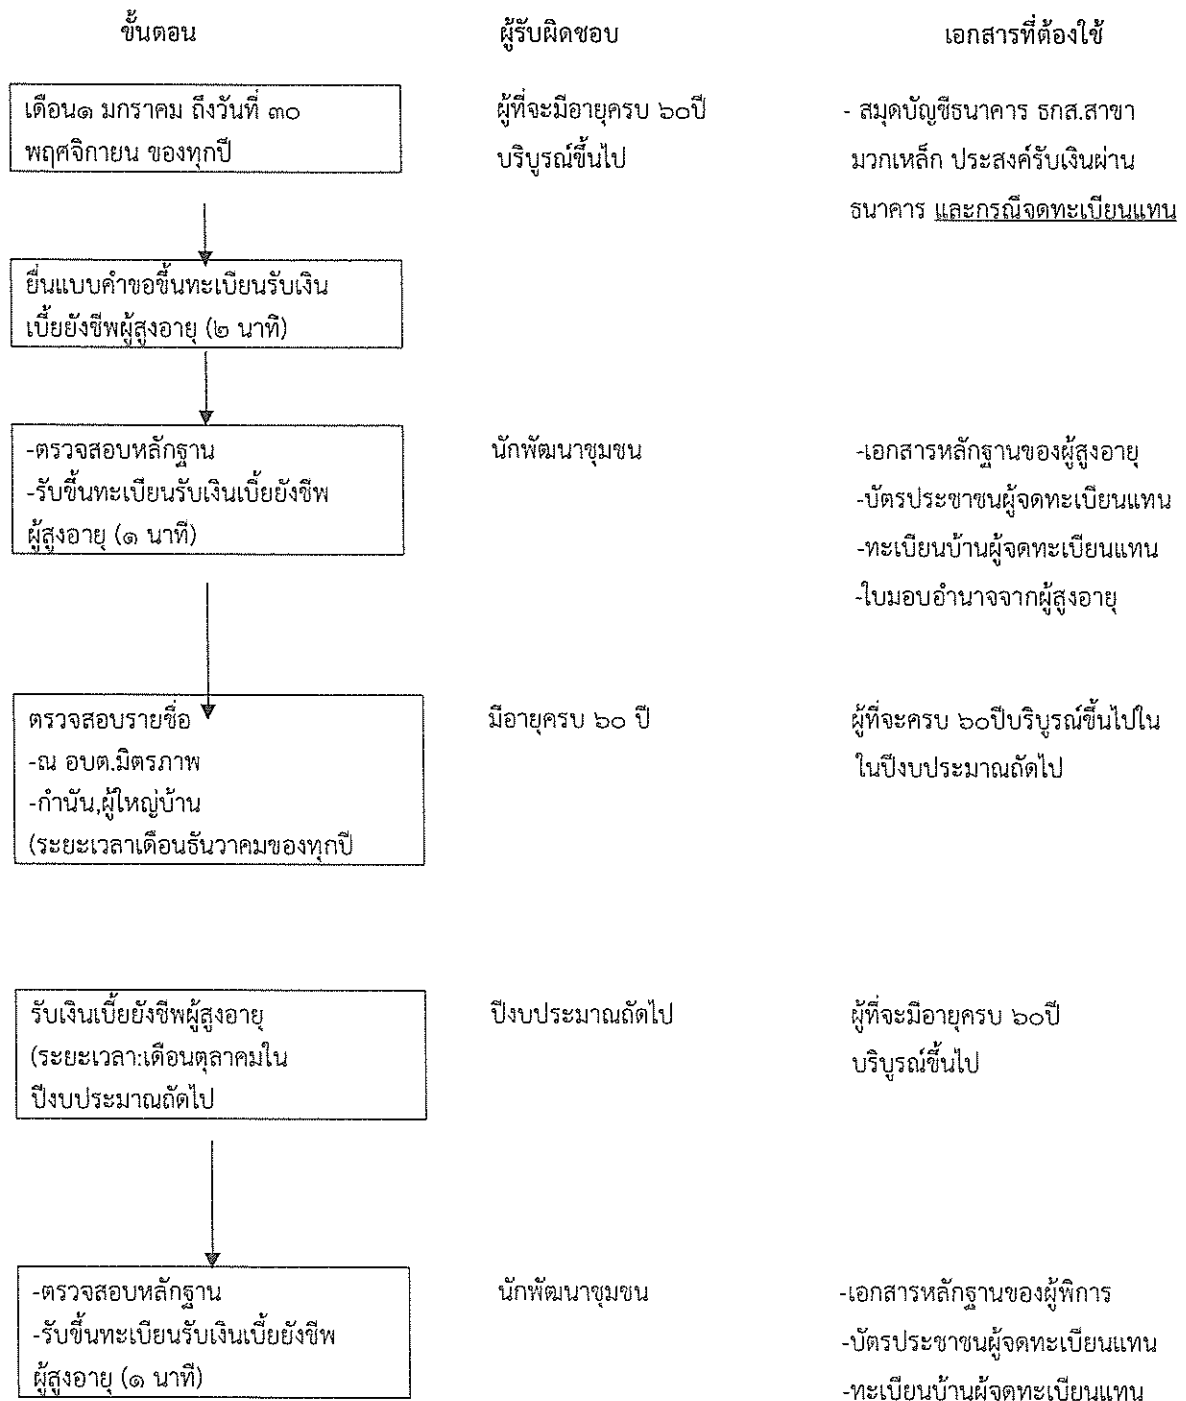 ขั้นตอน ผู้รับผิดชอบ เอกสารที่ต้องใช้
เดือน๑ มกราคม ถึงวันที่ ๓๐ ผู้ที่จะมีอายุครบ ๖๐ปี - สมุดบัญชีธนาคาร ธกส.สาขา
พฤศจิกายน ของทุกปี บริบูรณ์ขึ้นไป มวกเหล็ก ประสงค์รับเงินผ่าน
ธนาคาร และกรณีจดทะเบียนแทน
ยื่นแบบคำขอขึ้นทะเบียนรับเงิน
เบี้ยยังชีพผู้สูงอายุ (๒ นาที)
-ตรวจสอบหลักฐาน นักพัฒนาชุมชน -เอกสารหลักฐานของผู้สูงอายุ
-รับขึ้นทะเบียนรับเงินเบี้ยยังชีพ -บัตรประชาชนผู้จดทะเบียนแทน
ผู้สูงอายุ (๑ นาที) -ทะเบียนบ้านผู้จดทะเบียนแทน
-ใบมอบอำนาจจากผู้สูงอายุ
ตรวจสอบรายชื่อ มีอายุครบ ๖๐ ปี ผู้ที่จะครบ ๖๐ปีบริบูรณ์ขึ้นไปใน
-ณ อบต.มิตรภาพ ในปีงบประมาณถัดไป
-กำนัน,ผู้ใหญ่บ้าน
(ระยะเวลาเดือนธันวาคมของทุกปี
รับเงินเบี้ยยังชีพผู้สูงอายุ ปีงบประมาณถัดไป ผู้ที่จะมีอายุครบ ๖๐ปี
(ระยะเวลา:เดือนตุลาคมใน บริบูรณ์ขึ้นไป
ปีงบประมาณถัดไป
-ตรวจสอบหลักฐาน นักพัฒนาชุมชน -เอกสารหลักฐานของผู้พิการ
-รับขึ้นทะเบียนรับเงินเบี้ยยังชีพ -บัตรประชาชนผู้จดทะเบียนแทน
ผู้สูงอายุ (๑ นาที) -ทะเบียนบ้านผู้จดทะเบียนแทน